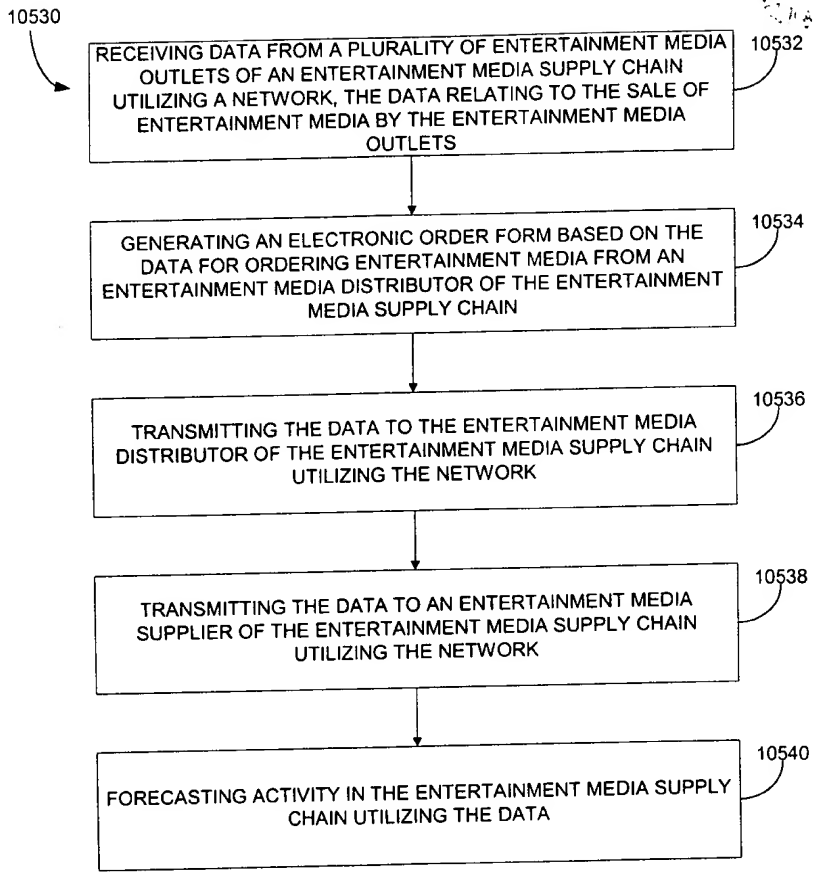 10530
RECEIVING DATA FROM A PLURALITY OF ENTERTAINMENT MEDIA
OUTLETS OF AN ENTERTAINMENT MEDIA SUPPLY CHAIN
UTILIZING A NETWORK, THE DATA RELATING TO THE SALE OF
ENTERTAINMENT MEDIA BY THE ENTERTAINMENT MEDIA
OUTLETS
10532
GENERATING AN ELECTRONIC ORDER FORM BASED ON THE
DATA FOR ORDERING ENTERTAINMENT MEDIA FROM AN
ENTERTAINMENT MEDIA DISTRIBUTOR OF THE ENTERTAINMENT
MEDIA SUPPLY CHAIN
10534
TRANSMITTING THE DATA TO THE ENTERTAINMENT MEDIA
DISTRIBUTOR OF THE ENTERTAINMENT MEDIA SUPPLY CHAIN
UTILIZING THE NETWORK
10536
TRANSMITTING THE DATA TO AN ENTERTAINMENT MEDIA
SUPPLIER OF THE ENTERTAINMENT MEDIA SUPPLY CHAIN
UTILIZING THE NETWORK
10538
FORECASTING ACTIVITY IN THE ENTERTAINMENT MEDIA SUPPLY
CHAIN UTILIZING THE DATA
10540